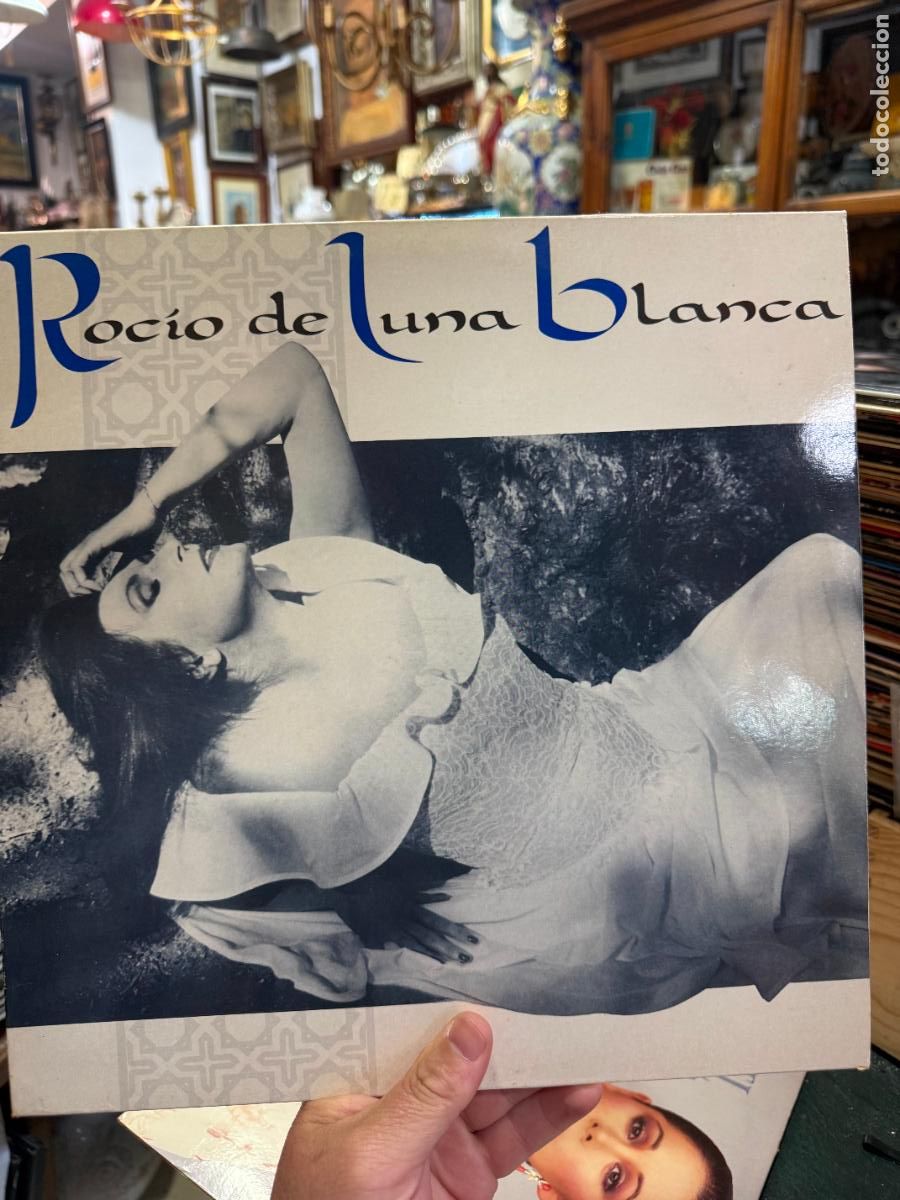 Rocío de luna blanca
todocoleccion